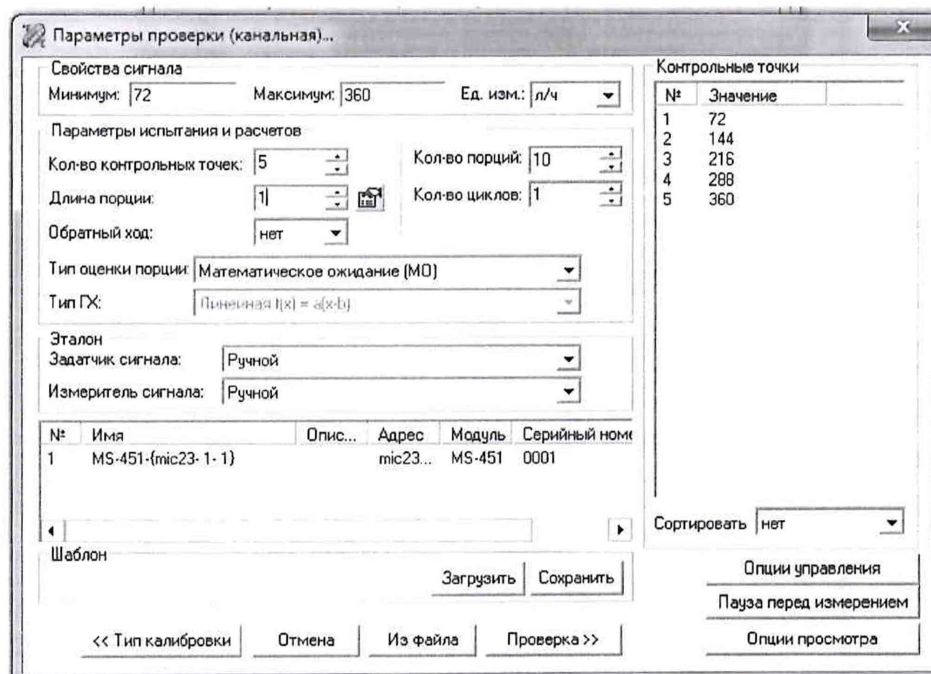 Параметры проверки (канальная)...
Свойства сигнала
Минимум: 72 Максимум: 360 Ед. изм.: л/ч
Параметры испытания и расчетов
Кол-во контрольных точек: 5 Кол-во порций: 10
Длина порции: 1 Кол-во циклов: 1
Обратный ход: нет
Тип оценки порции: Математическое ожидание (МО)
Тип ГХ: Линейная f(x) = a(x-b)
Эталон
Задатчик сигнала: Ручной
Измеритель сигнала: Ручной
№ Имя Опис... Адрес Модуль Серийный номе
1 MS-451-{mic23- 1- 1} mic23... MS-451 0001
Шаблон
Загрузить Сохранить
<< Тип калибровки Отмена Из файла Проверка >>
Контрольные точки
№ Значение
1 72
2 144
3 216
4 288
5 360
Сортировать нет
Опции управления
Пауза перед измерением
Опции просмотра